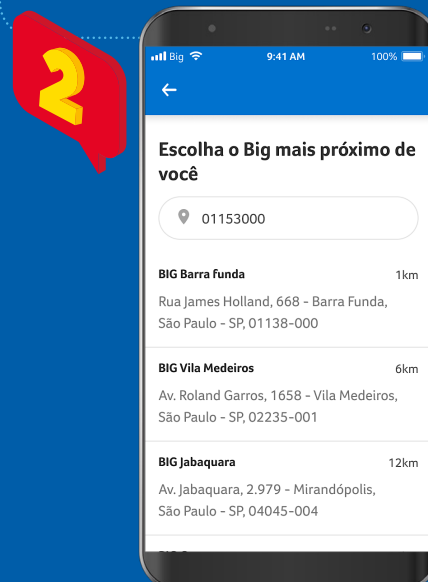 2
Big
9:41 AM
100%
Escolha o Big mais próximo de
você
01153000
BIG Barra funda
1km
Rua James Holland, 668 - Barra Funda,
São Paulo - SP, 01138-000
BIG Vila Medeiros
6km
Av. Roland Garros, 1658 - Vila Medeiros,
São Paulo - SP, 02235-001
BIG Jabaquara
12km
Av. Jabaquara, 2.979 - Mirandópolis,
São Paulo - SP, 04045-004